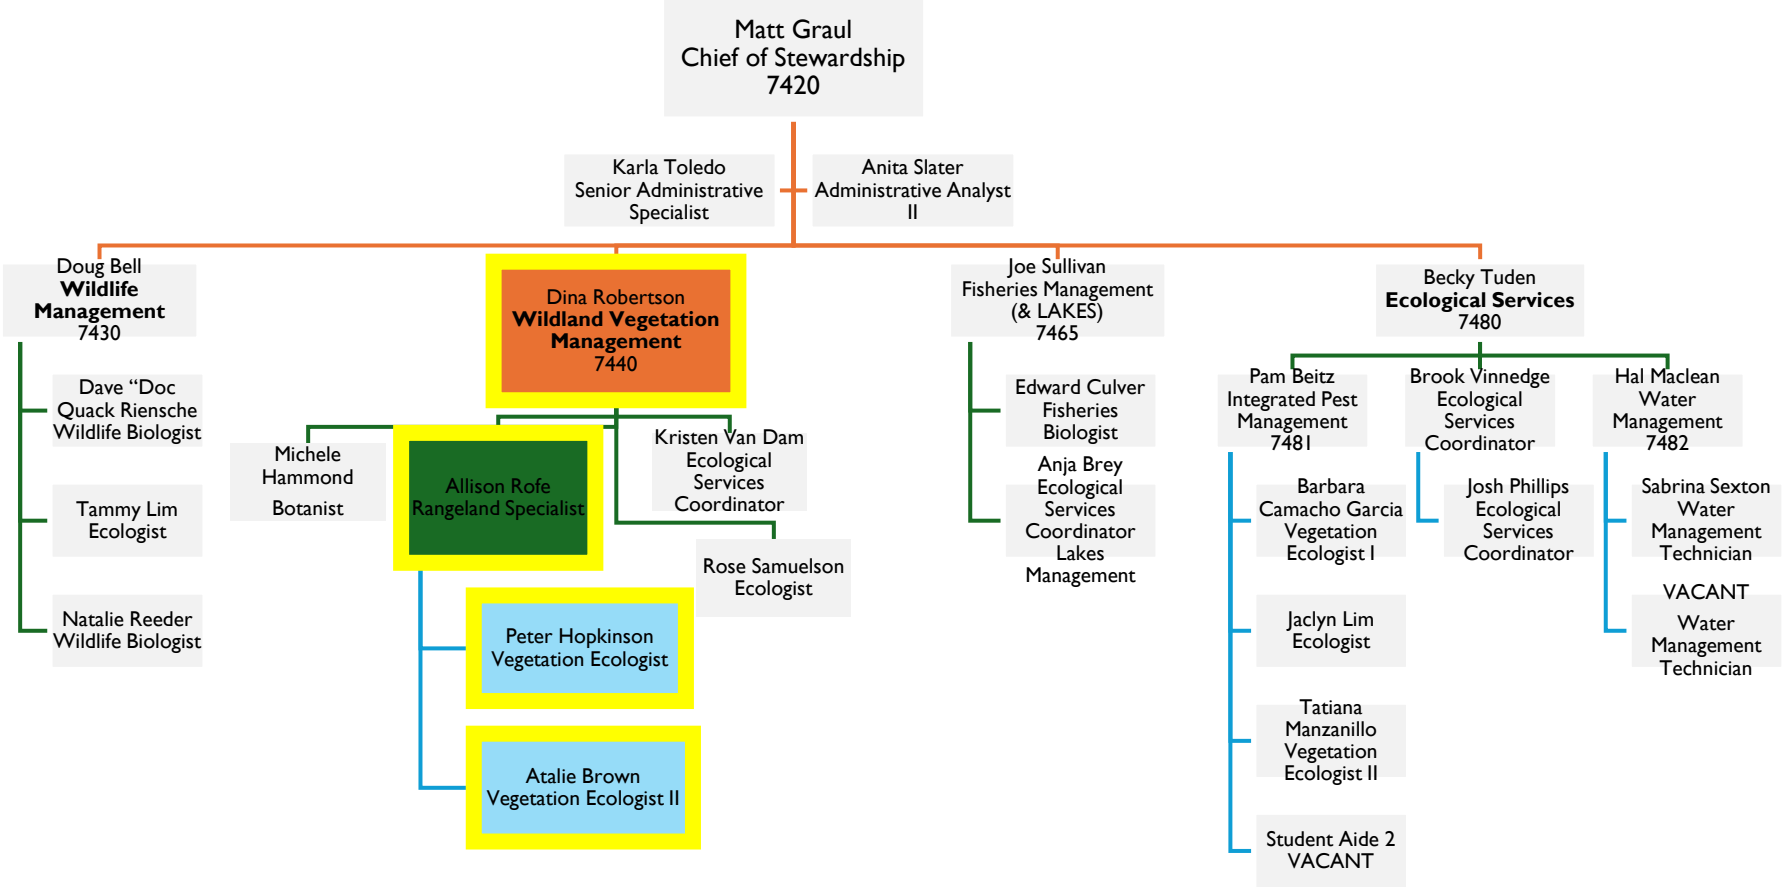 Matt Graul
Chief of Stewardship
7420
Karla Toledo
Senior Administrative
Specialist
Anita Slater
Administrative Analyst
II
Doug Bell
Wildlife
Management
7430
Dave “Doc
Quack Riensche
Wildlife Biologist
Tammy Lim
Ecologist
Natalie Reeder
Wildlife Biologist
Dina Robertson
Wildland Vegetation
Management
7440
Michele
Hammond
Botanist
Allison Rofe
Rangeland Specialist
Kristen Van Dam
Ecological
Services
Coordinator
Rose Samuelson
Ecologist
Peter Hopkinson
Vegetation Ecologist
Atalie Brown
Vegetation Ecologist II
Joe Sullivan
Fisheries Management
(& LAKES)
7465
Edward Culver
Fisheries
Biologist
Anja Brey
Ecological
Services
Coordinator
Lakes
Management
Becky Tuden
Ecological Services
7480
Pam Beitz
Integrated Pest
Management
7481
Barbara
Camacho Garcia
Vegetation
Ecologist I
Jaclyn Lim
Ecologist
Tatiana
Manzanillo
Vegetation
Ecologist II
Student Aide 2
VACANT
Brook Vinnedge
Ecological
Services
Coordinator
Josh Phillips
Ecological
Services
Coordinator
Hal Maclean
Water
Management
7482
Sabrina Sexton
Water
Management
Technician
VACANT
Water
Management
Technician